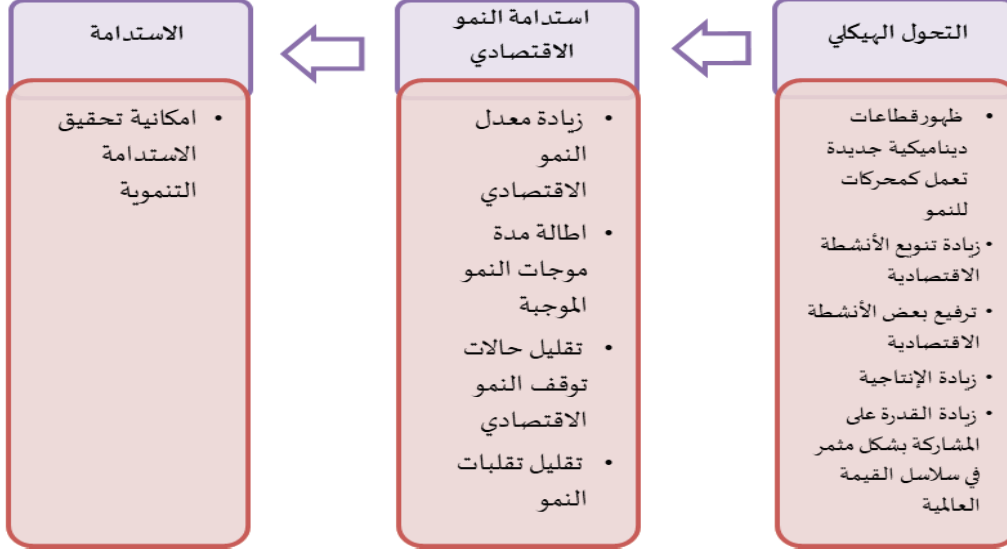 التحول الهيكلي
• ظهور قطاعات
ديناميكية جديدة
تعمل كمحركات
للنمو
• زيادة تنويع الأنشطة
الاقتصادية
• ترفيع بعض الأنشطة
الاقتصادية
• زيادة الإنتاجية
• زيادة القدرة على
المشاركة بشكل مثمر
في سلاسل القيمة
العالمية
استدامة النمو
الاقتصادي
• زيادة معدل
النمو
الاقتصادي
• اطالة مدة
موجات النمو
الموجبة
• تقليل حالات
توقف النمو
الاقتصادي
• تقليل تقلبات
النمو
الاستدامة
• امكانية تحقيق
الاستدامة
التنموية